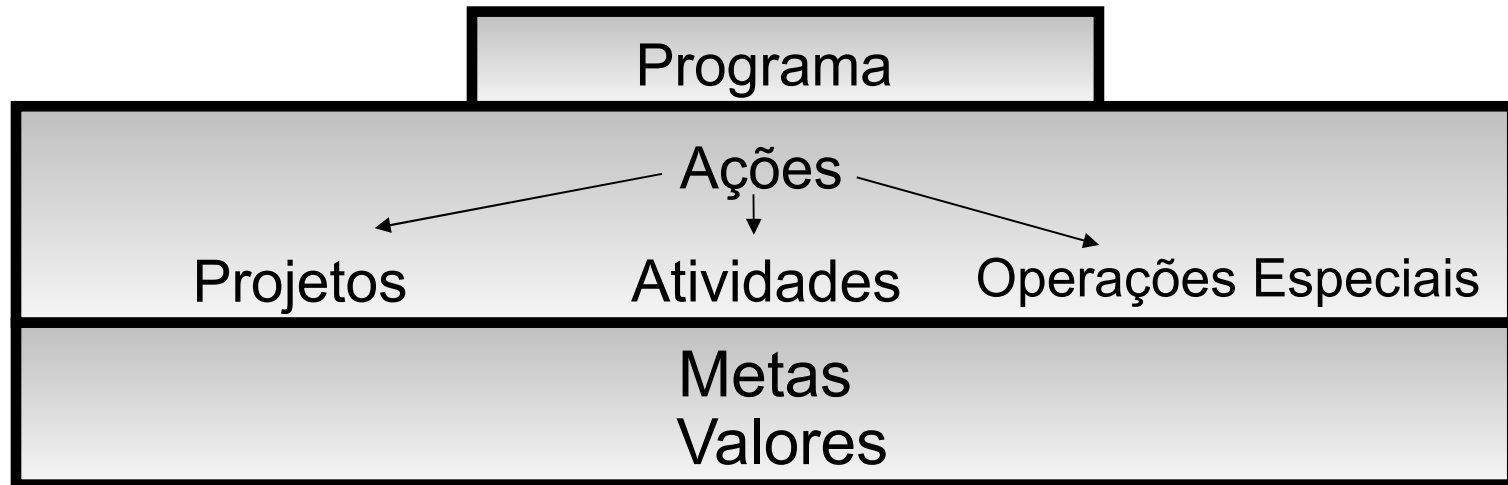 Programa
Ações
Projetos Atividades Operações Especiais
Metas
Valores